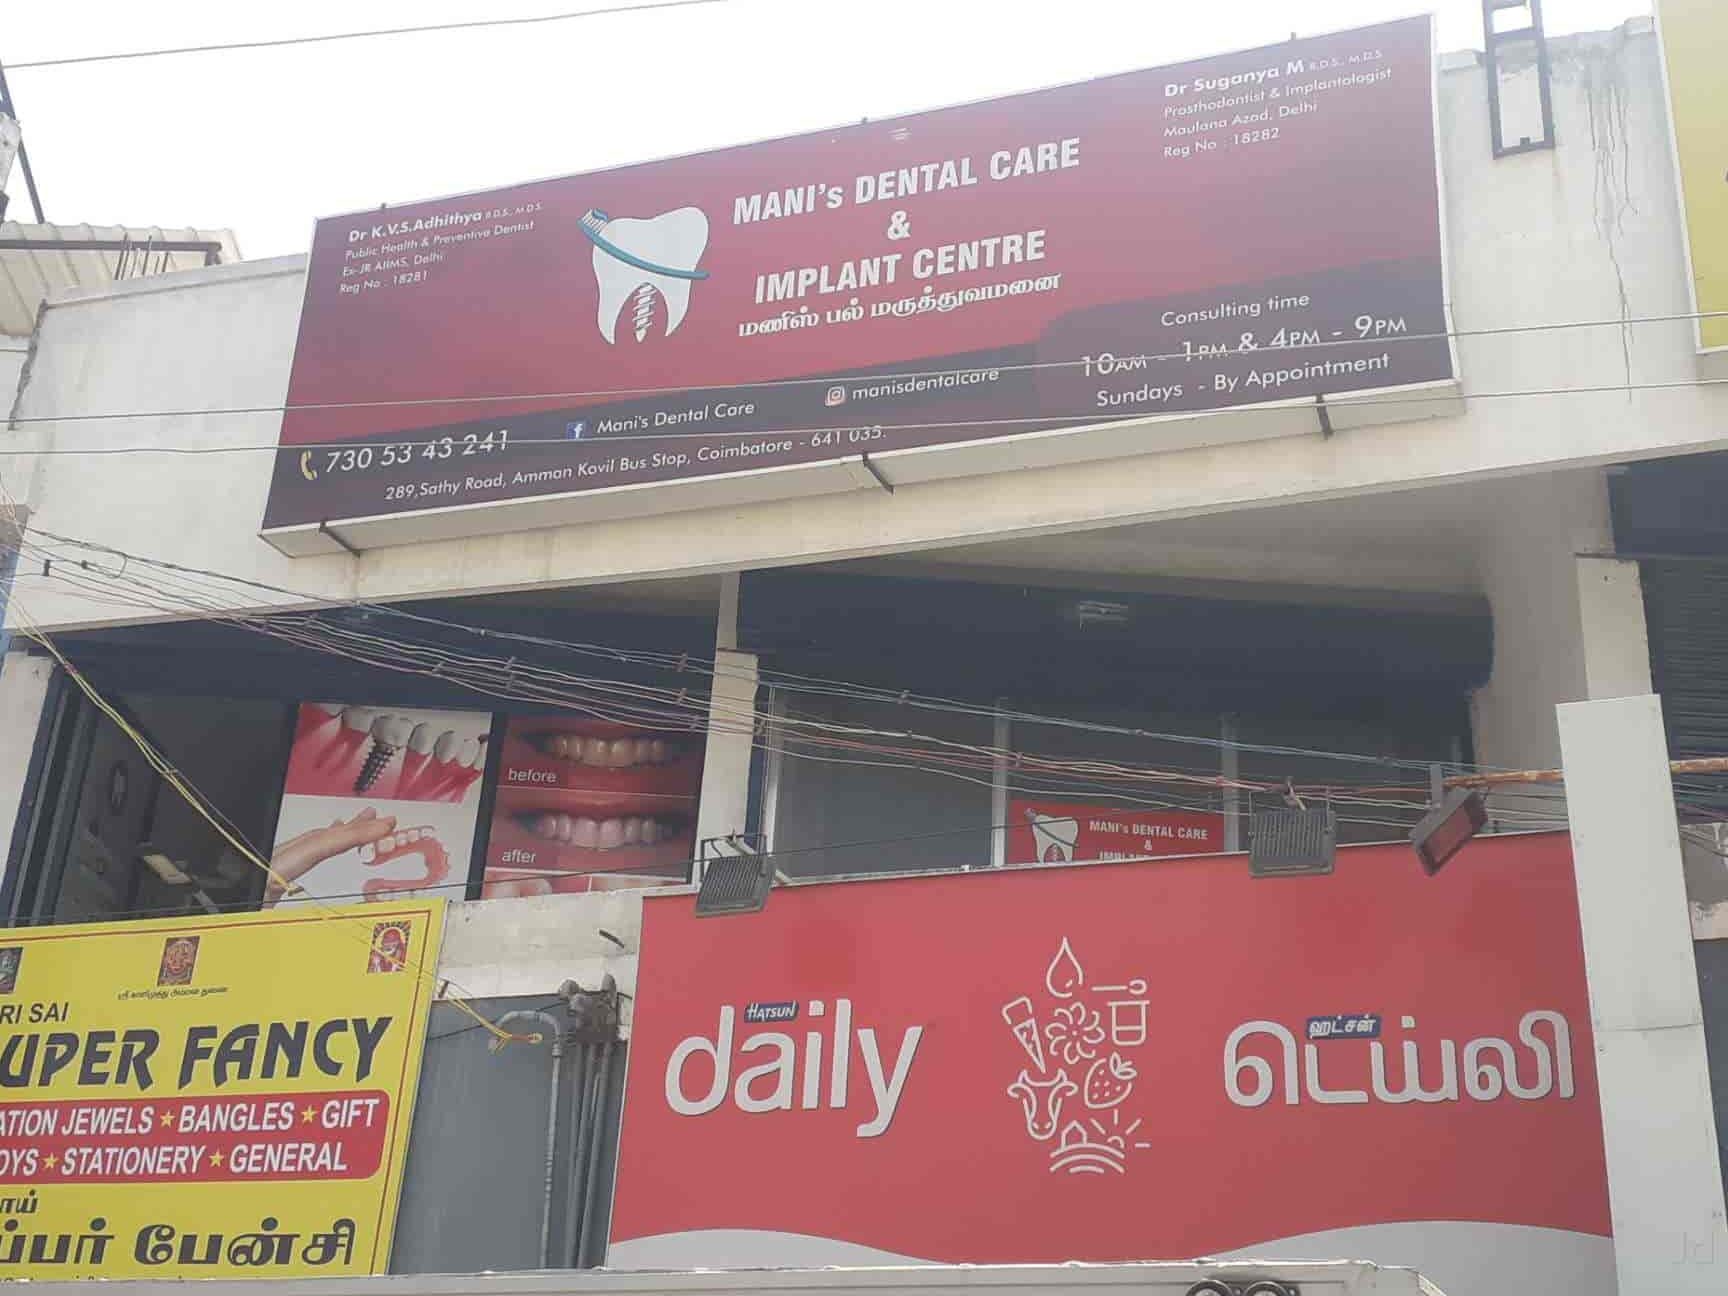 Dr K.V.S.Adhithya B.D.S., M.D.S.
Public Health & Preventive Dentist
Ex-JR AIIMS, Delhi
Reg No : 18281
MANI's DENTAL CARE
&
IMPLANT CENTRE
மணிஸ் பல் மருத்துவமனை
Dr Suganya M B.D.S., M.D.S
Prosthodontist & Implantologist
Maulana Azad, Delhi
Reg No : 18282
Consulting time
10AM - 1PM & 4PM - 9PM
Sundays - By Appointment
730 53 43 241
Mani's Dental Care
manisdentalcare
289,Sathy Road, Amman Kovil Bus Stop, Coimbatore - 641 035.
before
after
MANI's DENTAL CARE
&
RI SAI
UPER FANCY
ATION JEWELS ★ BANGLES ★ GIFT
OYS ★ STATIONERY ★ GENERAL
ாய்
ப்பர் பேன்சி
HATSUN
daily
ஹட்சன்
டெய்லி